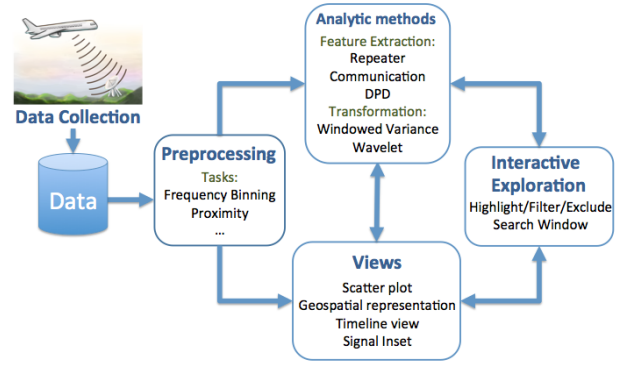 Data Collection
Data
Preprocessing
Tasks:
Frequency Binning
Proximity
...
Analytic methods
Feature Extraction:
Repeater
Communication
DPD
Transformation:
Windowed Variance
Wavelet
Views
Scatter plot
Geospatial representation
Timeline view
Signal Inset
Interactive
Exploration
Highlight/Filter/Exclude
Search Window